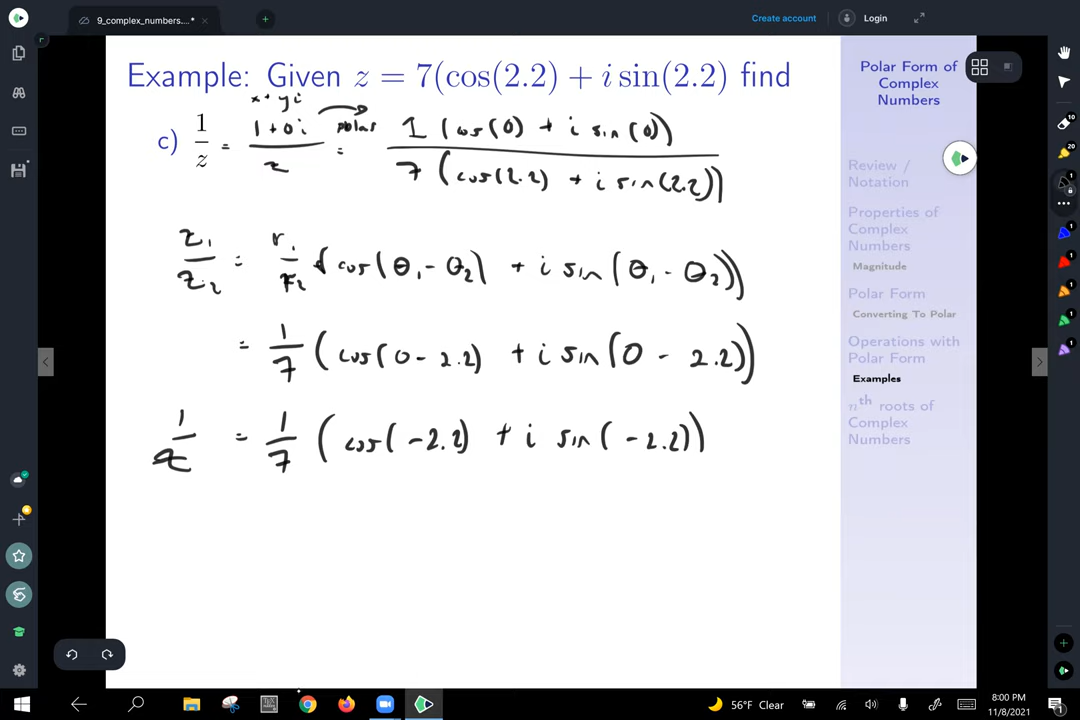 9_complex_numbers....*
Create account
Login
Example: Given z = 7(cos(2.2) + i sin(2.2) find
x + yi
c) 1/z = (1 + 0i)/z polar = 1 (cos(0) + i sin(0)) / 7 (cos(2.2) + i sin(2.2))
z₁/z₂ = r₁/r₂ (cos(θ₁ - θ₂) + i sin(θ₁ - θ₂))
= 1/7 (cos(0 - 2.2) + i sin(0 - 2.2))
1/z = 1/7 (cos(-2.2) + i sin(-2.2))
Polar Form of
Complex
Numbers
Review /
Notation
Properties of
Complex
Numbers
Magnitude
Polar Form
Converting To Polar
Operations with
Polar Form
Examples
nᵗʰ roots of
Complex
Numbers
56°F Clear
8:00 PM
11/8/2021